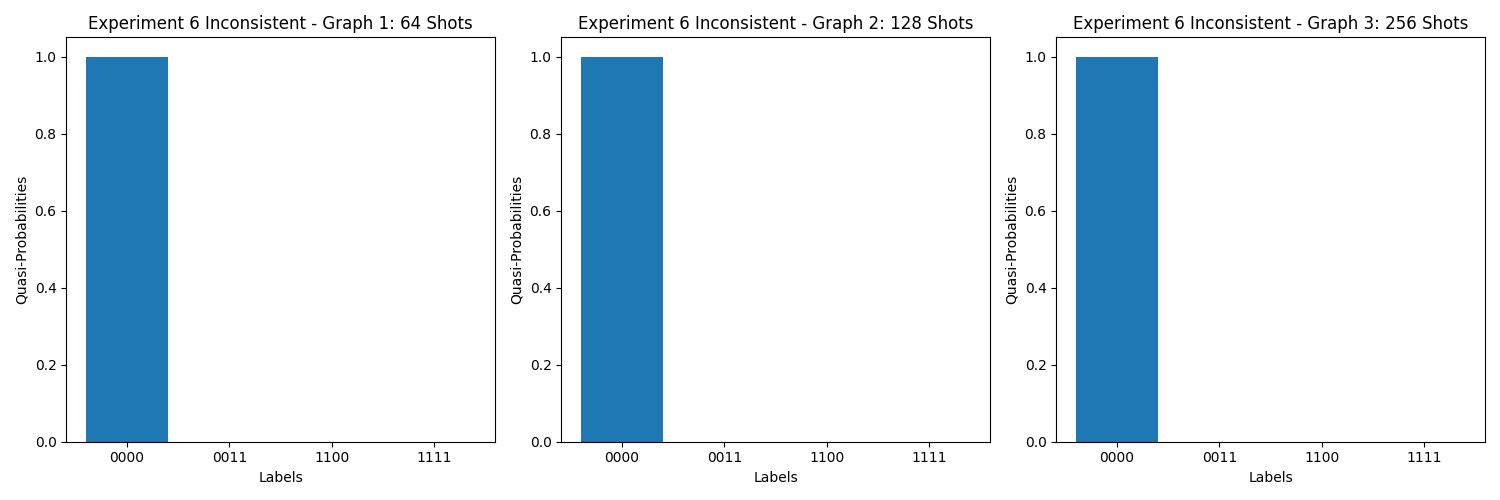 Experiment 6 Inconsistent - Graph 1: 64 Shots
Quasi-Probabilities
1.0
0.8
0.6
0.4
0.2
0.0
0000 0011 1100 1111
Labels
Experiment 6 Inconsistent - Graph 2: 128 Shots
Quasi-Probabilities
1.0
0.8
0.6
0.4
0.2
0.0
0000 0011 1100 1111
Labels
Experiment 6 Inconsistent - Graph 3: 256 Shots
Quasi-Probabilities
1.0
0.8
0.6
0.4
0.2
0.0
0000 0011 1100 1111
Labels